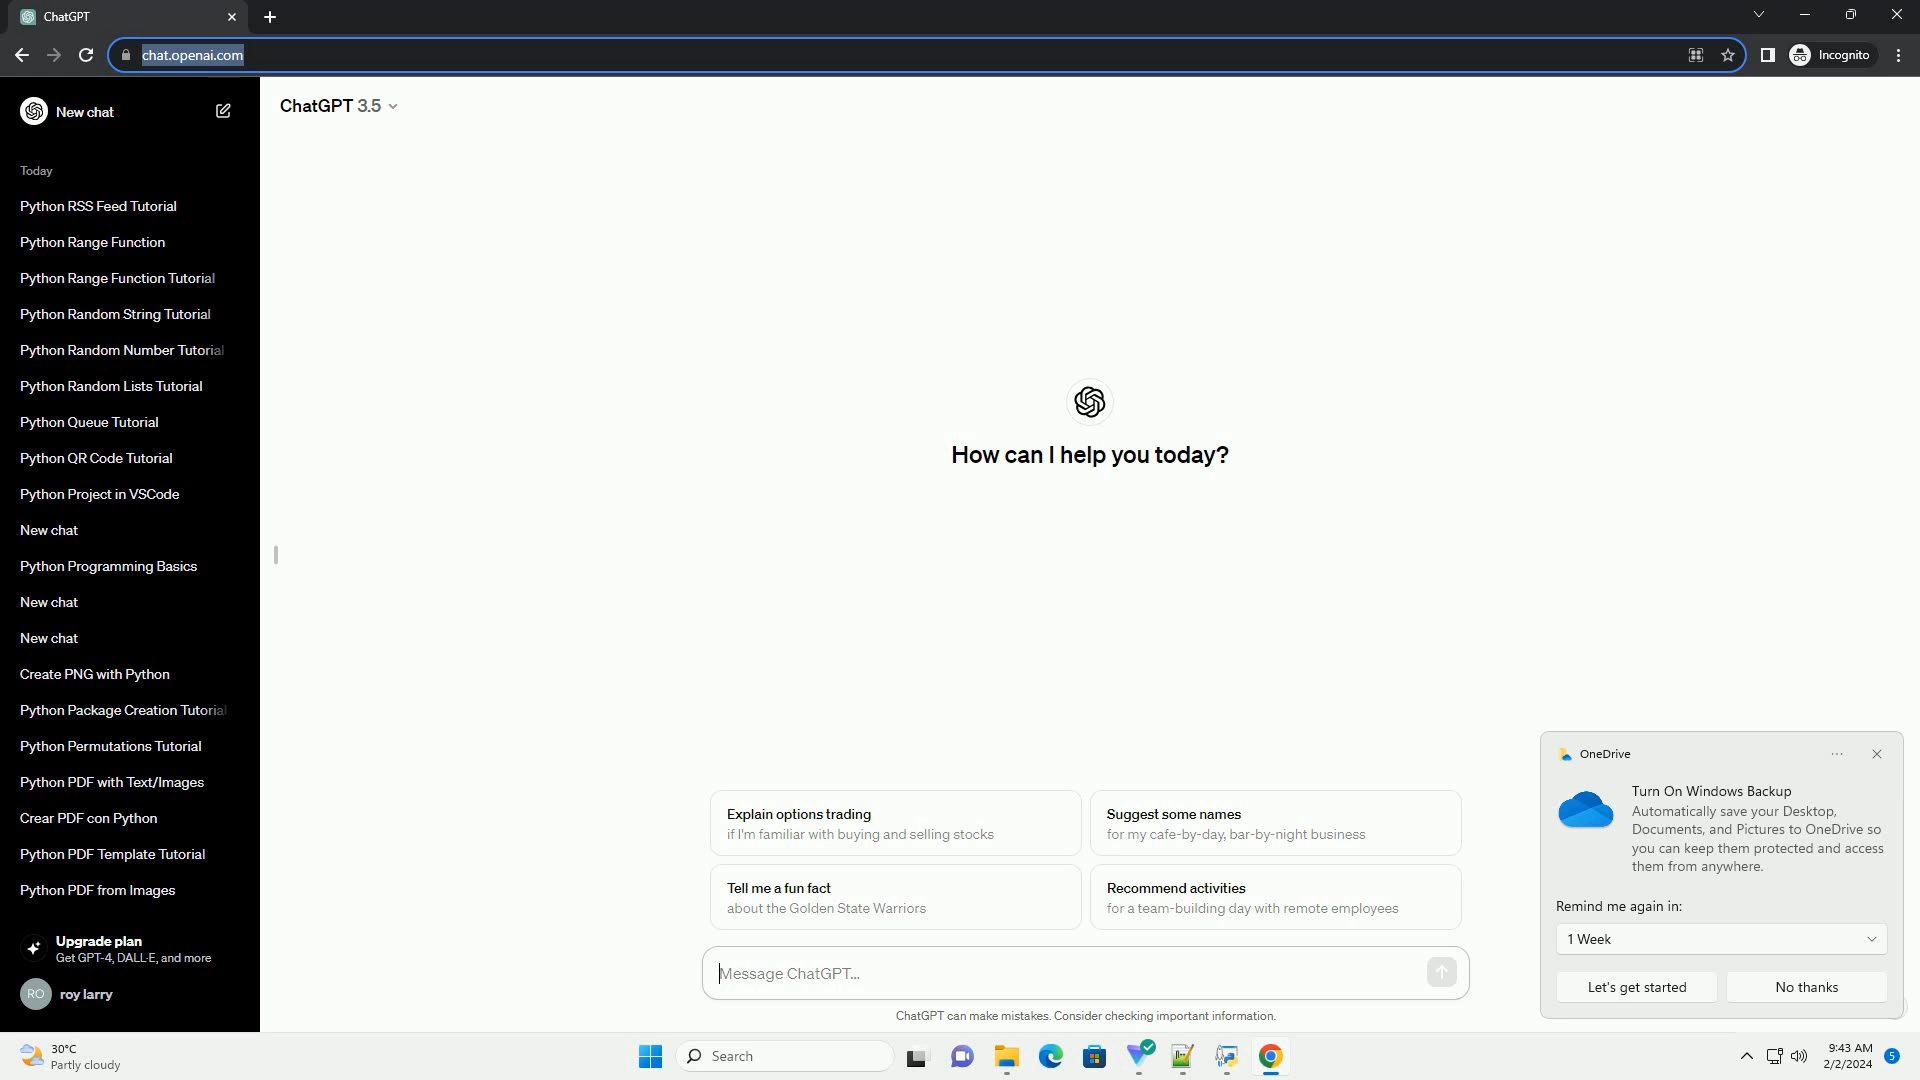 ChatGPT
chat.openai.com
Incognito
New chat
ChatGPT 3.5
Today
Python RSS Feed Tutorial
Python Range Function
Python Range Function Tutorial
Python Random String Tutorial
Python Random Number Tutorial
Python Random Lists Tutorial
Python Queue Tutorial
Python QR Code Tutorial
Python Project in VSCode
New chat
Python Programming Basics
New chat
New chat
Create PNG with Python
Python Package Creation Tutorial
Python Permutations Tutorial
Python PDF with Text/Images
Crear PDF con Python
Python PDF Template Tutorial
Python PDF from Images
Upgrade plan
Get GPT-4, DALL·E, and more
RO
roy larry
How can I help you today?
Explain options trading
if I'm familiar with buying and selling stocks
Suggest some names
for my cafe-by-day, bar-by-night business
Tell me a fun fact
about the Golden State Warriors
Recommend activities
for a team-building day with remote employees
Message ChatGPT...
ChatGPT can make mistakes. Consider checking important information.
OneDrive
Turn On Windows Backup
Automatically save your Desktop,
Documents, and Pictures to OneDrive so
you can keep them protected and access
them from anywhere.
Remind me again in:
1 Week
Let's get started
No thanks
30°C
Partly cloudy
Search
9:43 AM
2/2/2024
5